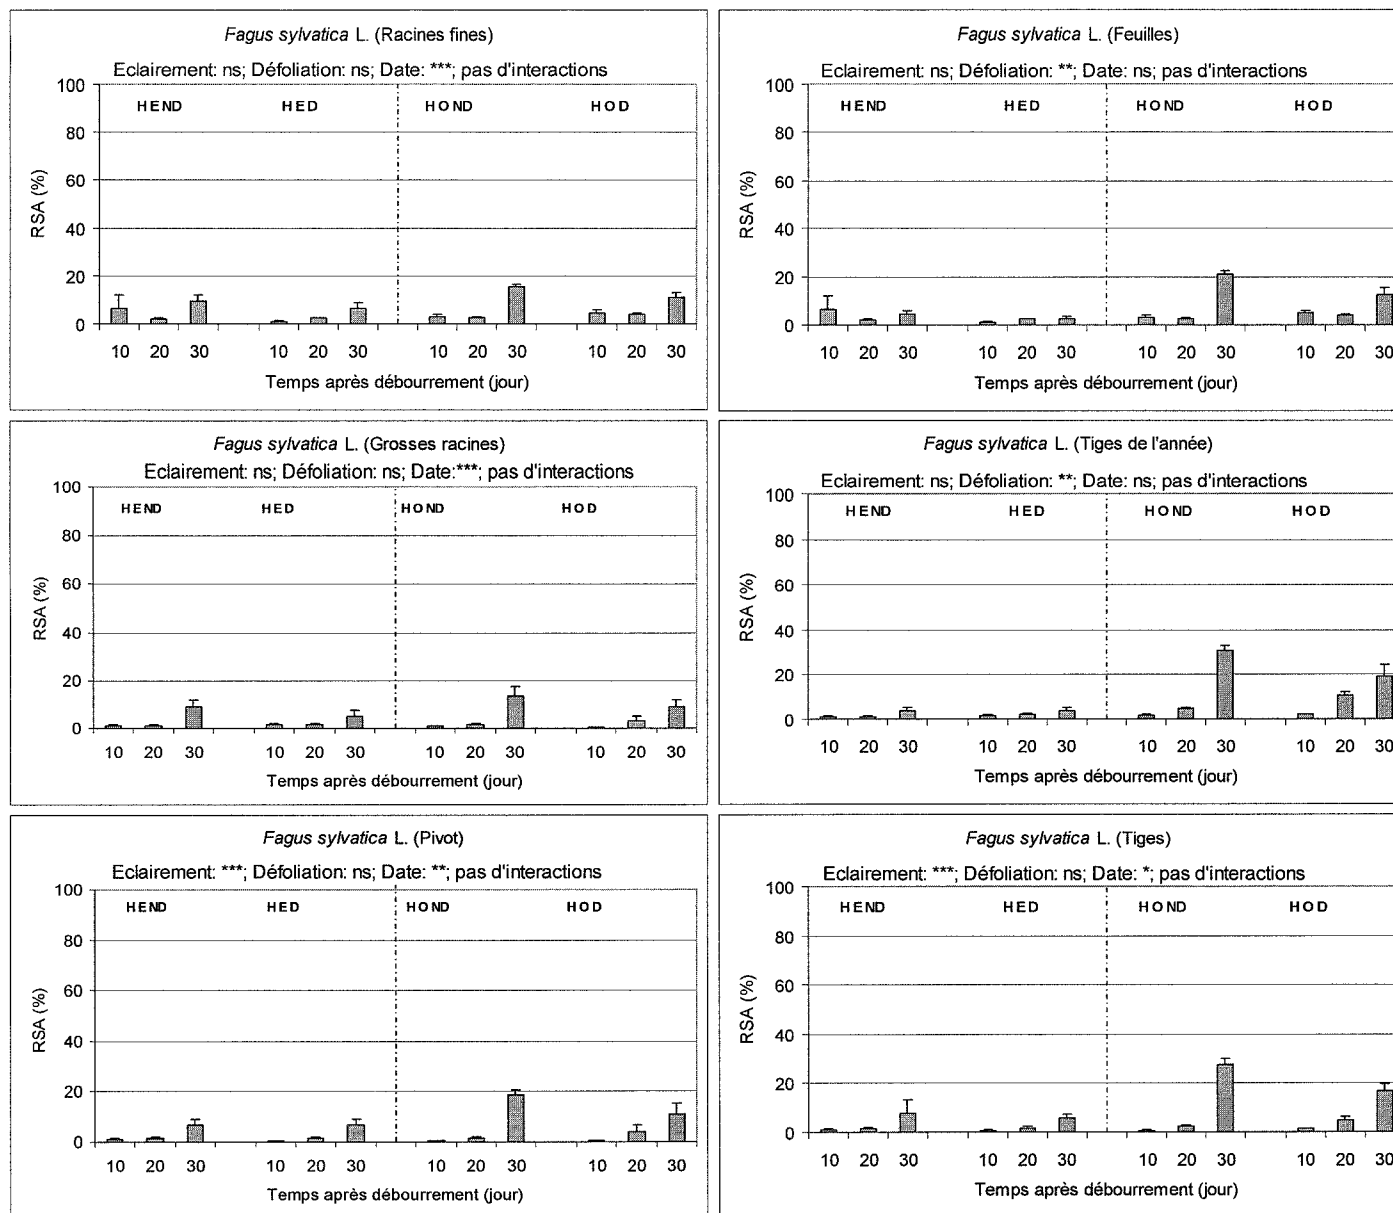 Fagus sylvatica L. (Racines fines)
Eclairement: ns; Défoliation: ns; Date: ***; pas d'interactions
HEND HED HOND HOD
100
80
60
40
20
0
RSA (%)
10 20 30 10 20 30 10 20 30 10 20 30
Temps après débourrement (jour)
Fagus sylvatica L. (Feuilles)
Eclairement: ns; Défoliation: **; Date: ns; pas d'interactions
HEND HED HOND HOD
100
80
60
40
20
0
RSA (%)
10 20 30 10 20 30 10 20 30 10 20 30
Temps après débourrement (jour)
Fagus sylvatica L. (Grosses racines)
Eclairement: ns; Défoliation: ns; Date:***; pas d'interactions
HEND HED HOND HOD
100
80
60
40
20
0
RSA (%)
10 20 30 10 20 30 10 20 30 10 20 30
Temps après débourrement (jour)
Fagus sylvatica L. (Tiges de l'année)
Eclairement: ns; Défoliation: **; Date: ns; pas d'interactions
HEND HED HOND HOD
100
80
60
40
20
0
RSA (%)
10 20 30 10 20 30 10 20 30 10 20 30
Temps après débourrement (jour)
Fagus sylvatica L. (Pivot)
Eclairement: ***; Défoliation: ns; Date: **; pas d'interactions
HEND HED HOND HOD
100
80
60
40
20
0
RSA (%)
10 20 30 10 20 30 10 20 30 10 20 30
Temps après débourrement (jour)
Fagus sylvatica L. (Tiges)
Eclairement: ***; Défoliation: ns; Date: *; pas d'interactions
HEND HED HOND HOD
100
80
60
40
20
0
RSA (%)
10 20 30 10 20 30 10 20 30 10 20 30
Temps après débourrement (jour)